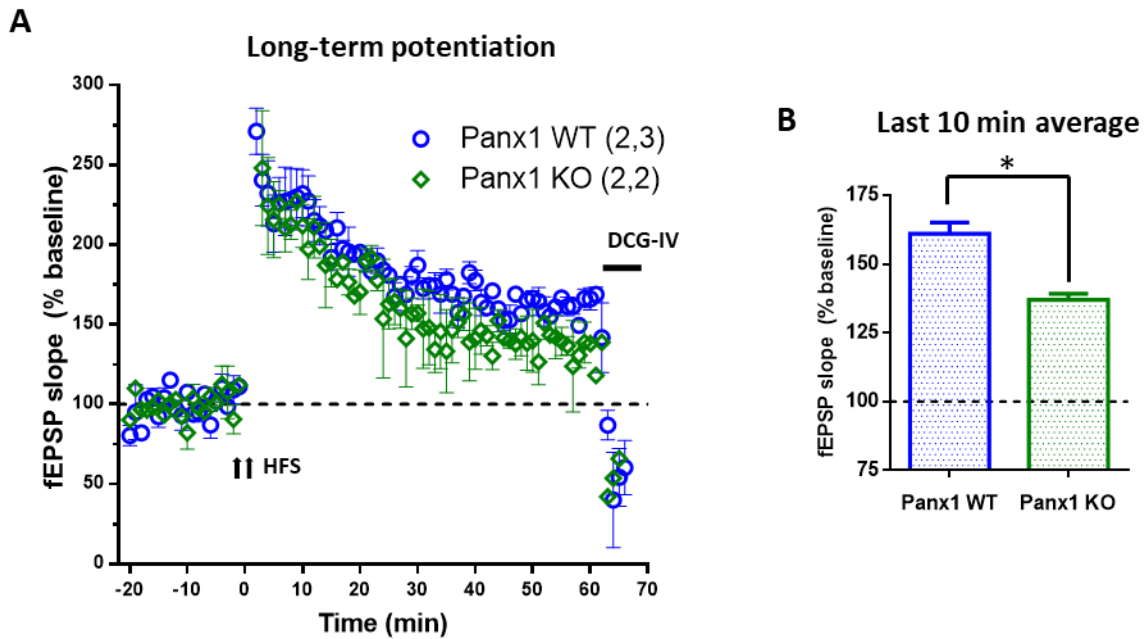 A
Long-term potentiation
300
250
200
150
100
50
0
fEPSP slope (% baseline)
-20 -10 0 10 20 30 40 50 60 70
Time (min)
Panx1 WT (2,3)
Panx1 KO (2,2)
DCG-IV
HFS
B
Last 10 min average
*
175
150
125
100
75
fEPSP slope (% baseline)
Panx1 WT Panx1 KO